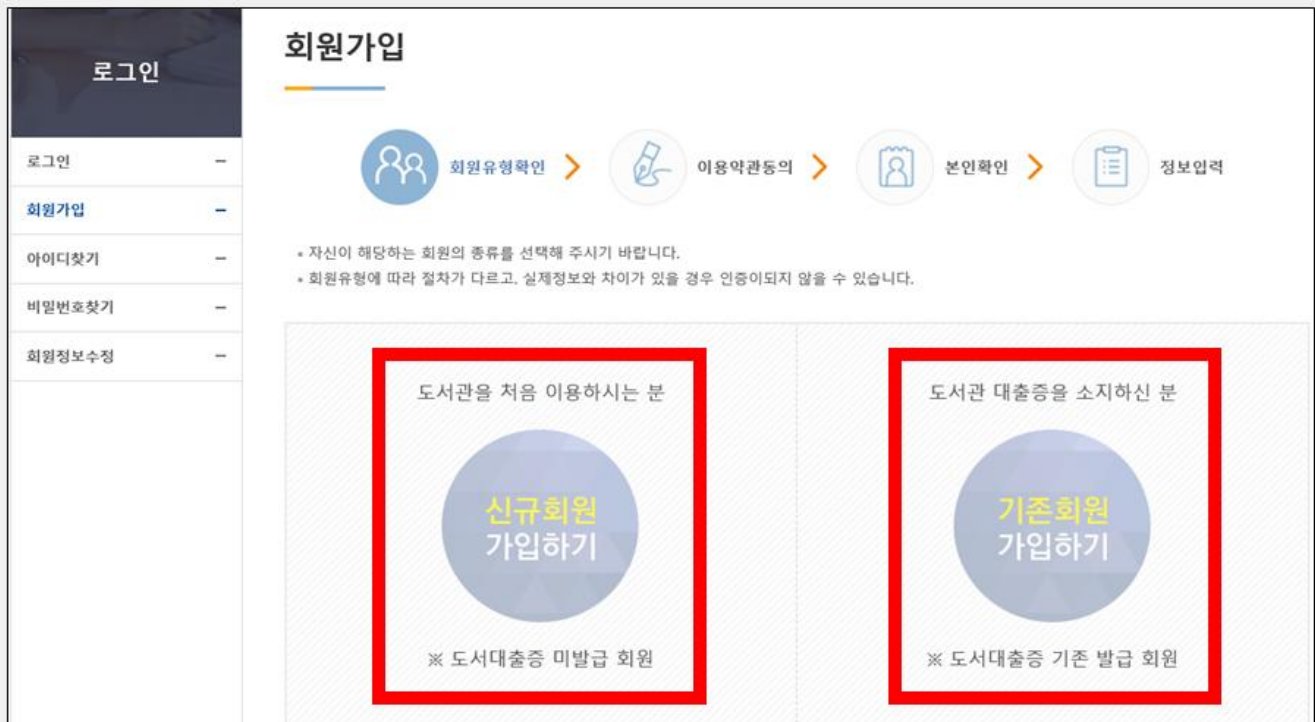 로그인
로그인
회원가입
아이디찾기
비밀번호찾기
회원정보수정
회원가입
회원유형확인
이용약관동의
본인확인
정보입력
자신이 해당하는 회원의 종류를 선택해 주시기 바랍니다.
회원유형에 따라 절차가 다르고, 실제정보와 차이가 있을 경우 인증이되지 않을 수 있습니다.
도서관을 처음 이용하시는 분
신규회원
가입하기
※ 도서대출증 미발급 회원
도서관 대출증을 소지하신 분
기존회원
가입하기
※ 도서대출증 기존 발급 회원